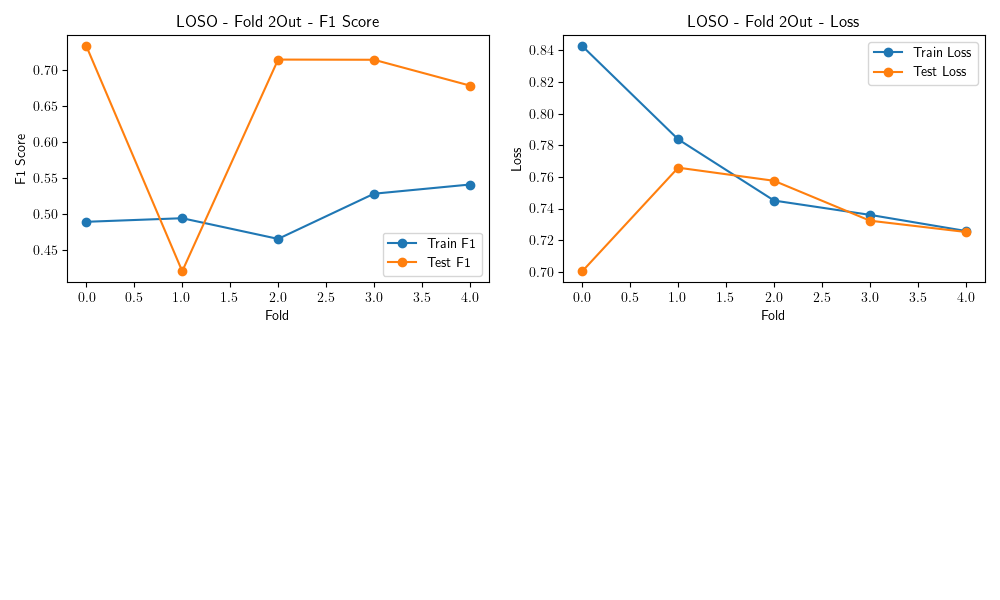 LOSO - Fold 2Out - F1 Score
F1 Score
0.70
0.65
0.60
0.55
0.50
0.45
Train F1
Test F1
0.0 0.5 1.0 1.5 2.0 2.5 3.0 3.5 4.0
Fold
LOSO - Fold 2Out - Loss
Loss
0.84
0.82
0.80
0.78
0.76
0.74
0.72
0.70
Train Loss
Test Loss
0.0 0.5 1.0 1.5 2.0 2.5 3.0 3.5 4.0
Fold